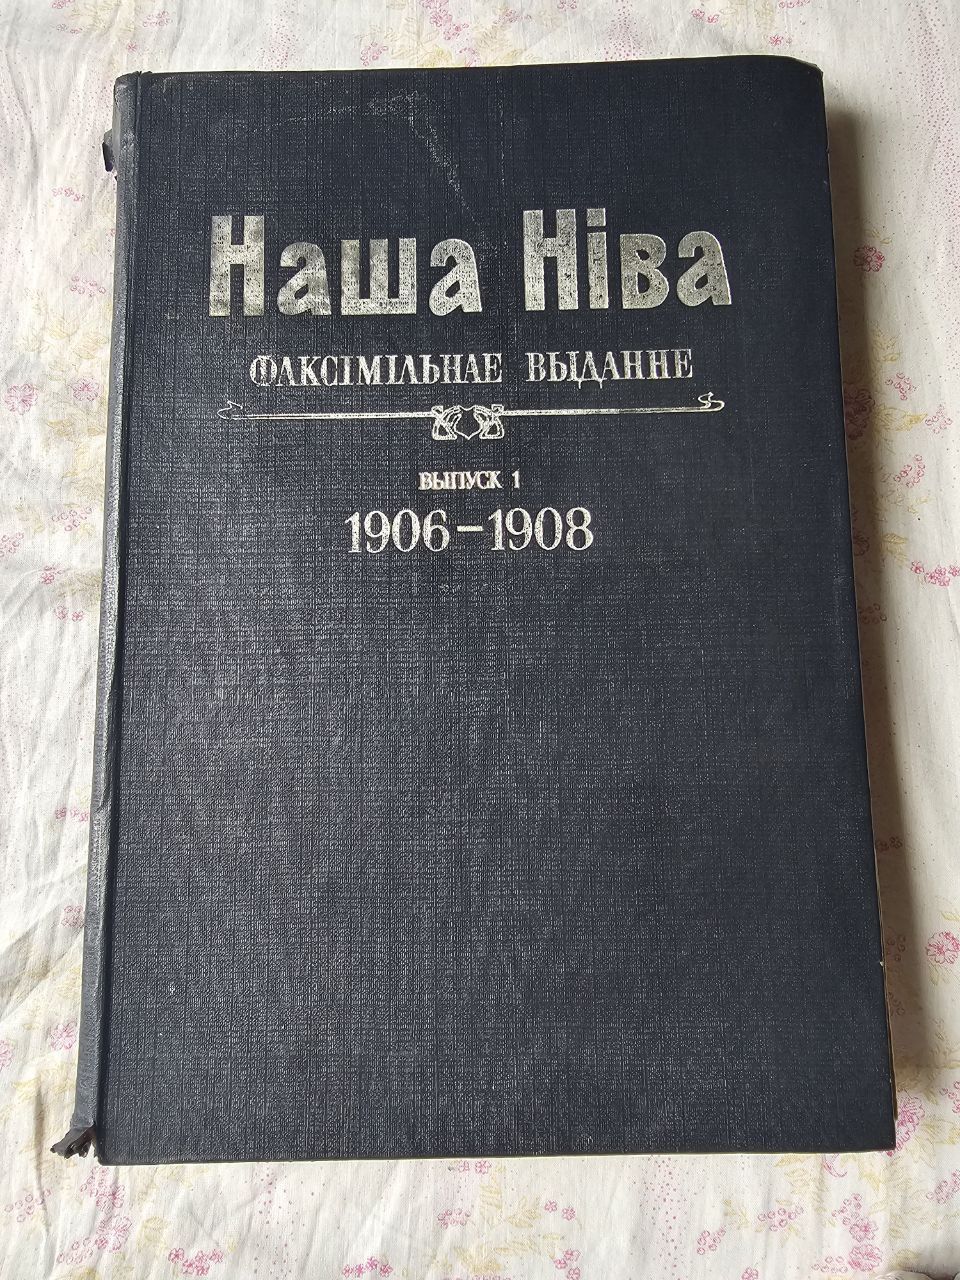 Наша Ніва
ФАКСІМІЛЬНАЕ ВЫДАННЕ
ВЫПУСК 1
1906–1908